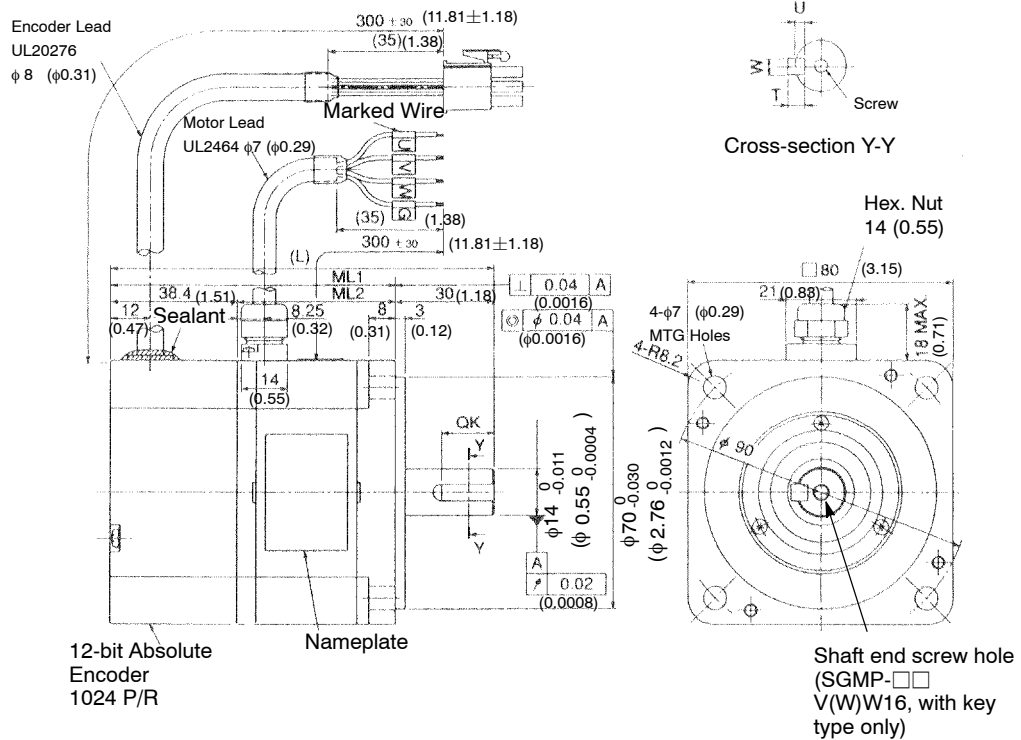 Encoder Lead
UL20276
φ 8 (φ0.31)
300 ± 30 (11.81±1.18)
(35) (1.38)
Marked Wire
Motor Lead
UL2464 φ7 (φ0.29)
U
V
W
G
(35) (1.38)
300 ± 30 (11.81±1.18)
(L)
ML1
ML2
38.4 (1.51)
30 (1.18)
12
(0.47)
Sealant
8.25
(0.32)
8
(0.31)
3
(0.12)
⊥ 0.04 A
(0.0016)
◎ φ 0.04 A
(φ0.0016)
14
(0.55)
QK
Y
Y
φ14 0 -0.011
(φ 0.55 0 -0.0004)
φ70 0 -0.030
(φ2.76 0 -0.0012)
A
↗ 0.02
(0.0008)
Nameplate
12-bit Absolute
Encoder
1024 P/R
U
W
T
Screw
Cross-section Y-Y
Hex. Nut
14 (0.55)
□ 80 (3.15)
21 (0.83)
18 MAX.
(0.71)
4-φ7 (φ0.29)
MTG Holes
4-R8.2
φ 90
Shaft end screw hole
(SGMP-□□
V(W)W16, with key
type only)